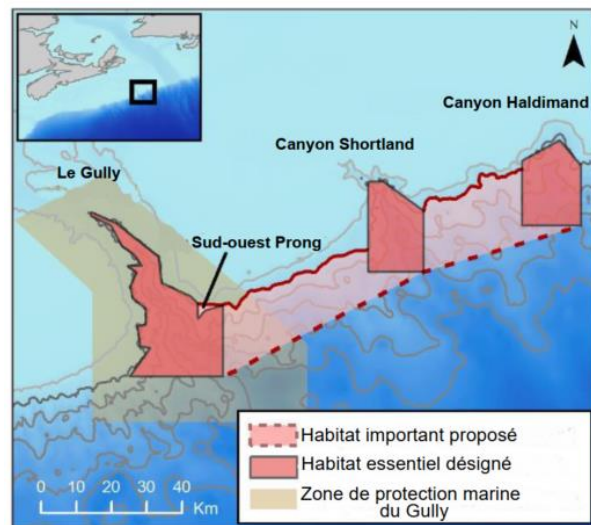 N
Canyon Haldimand
Canyon Shortland
Le Gully
Sud-ouest Prong
Habitat important proposé
Habitat essentiel désigné
Zone de protection marine
du Gully
0 10 20 30 40
Km